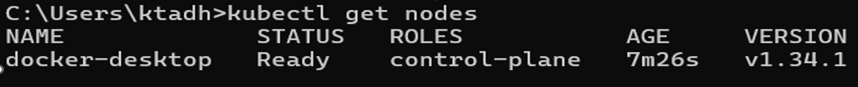 C:\Users\ktadh>kubectl get nodes
NAME STATUS ROLES AGE VERSION
docker-desktop Ready control-plane 7m26s v1.34.1